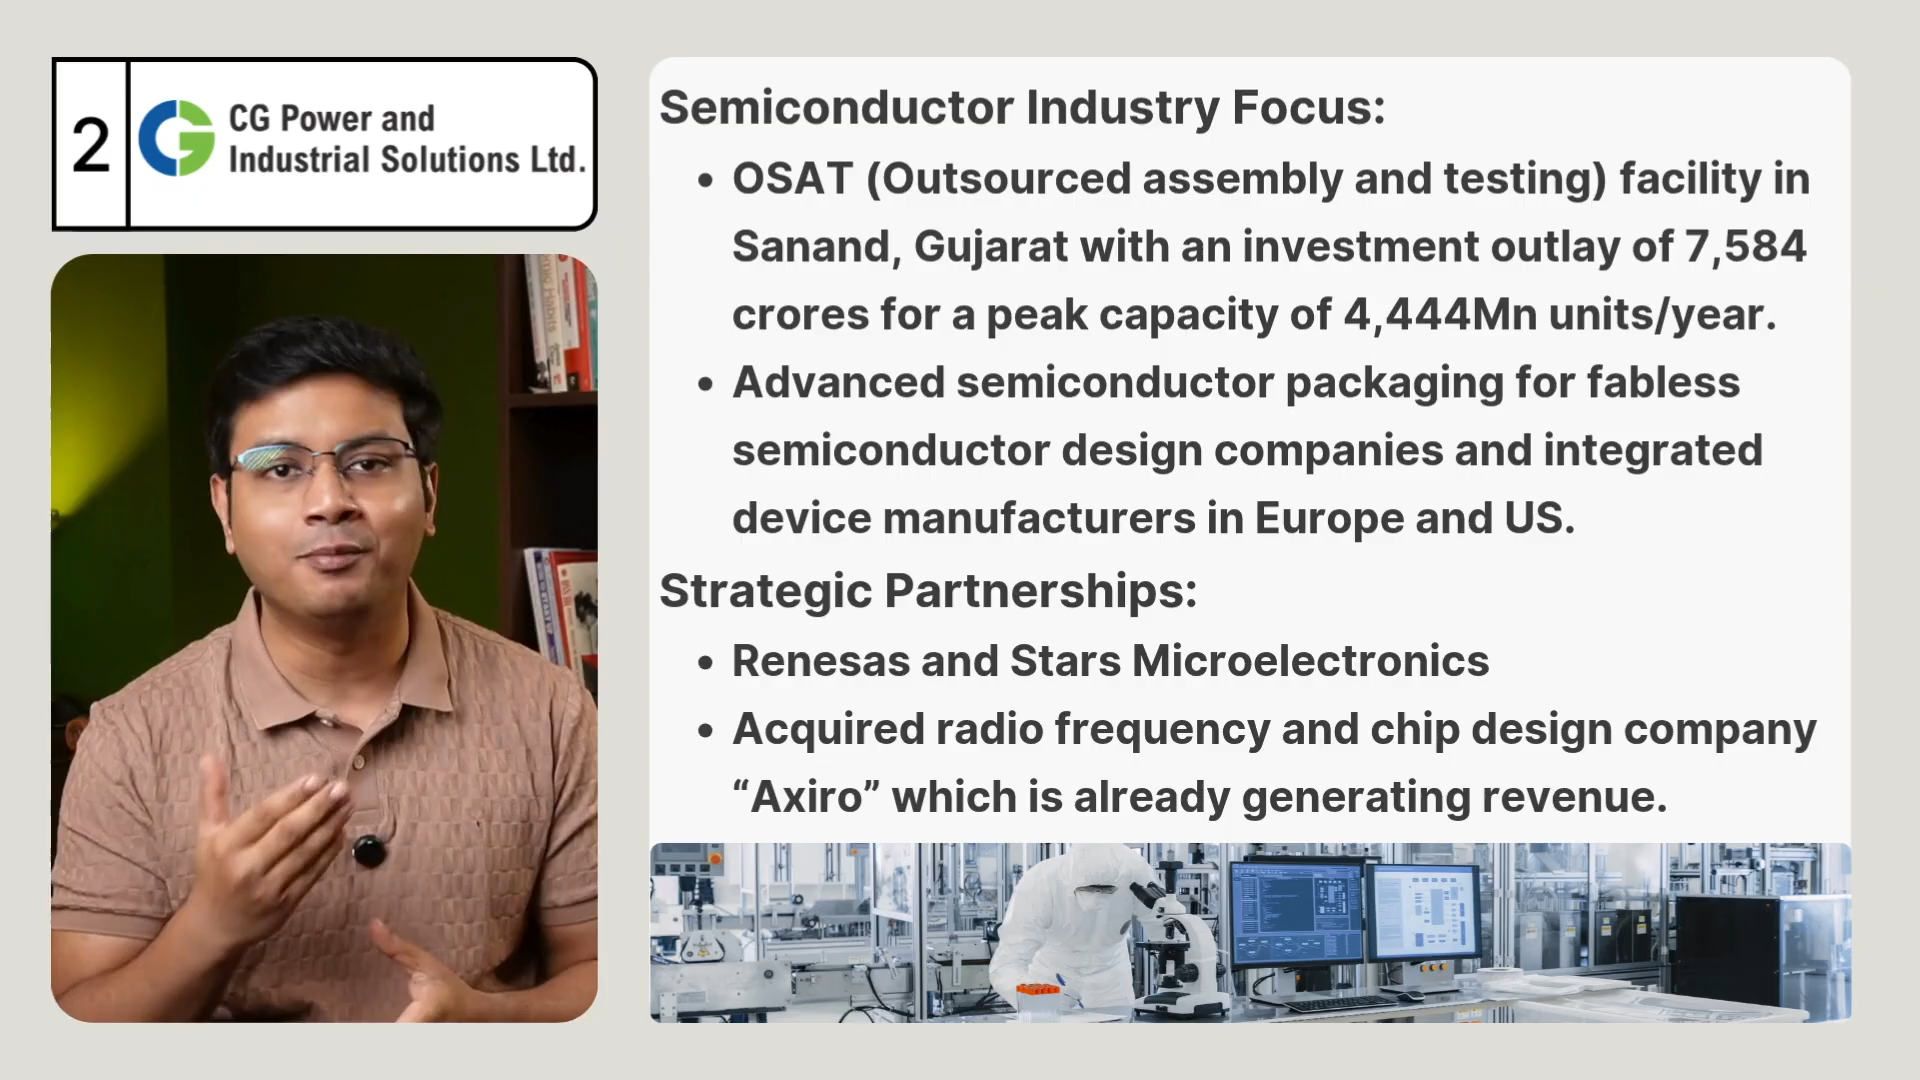 2
CG Power and
Industrial Solutions Ltd.
Semiconductor Industry Focus:
• OSAT (Outsourced assembly and testing) facility in
Sanand, Gujarat with an investment outlay of 7,584
crores for a peak capacity of 4,444Mn units/year.
• Advanced semiconductor packaging for fabless
semiconductor design companies and integrated
device manufacturers in Europe and US.
Strategic Partnerships:
• Renesas and Stars Microelectronics
• Acquired radio frequency and chip design company
“Axiro” which is already generating revenue.